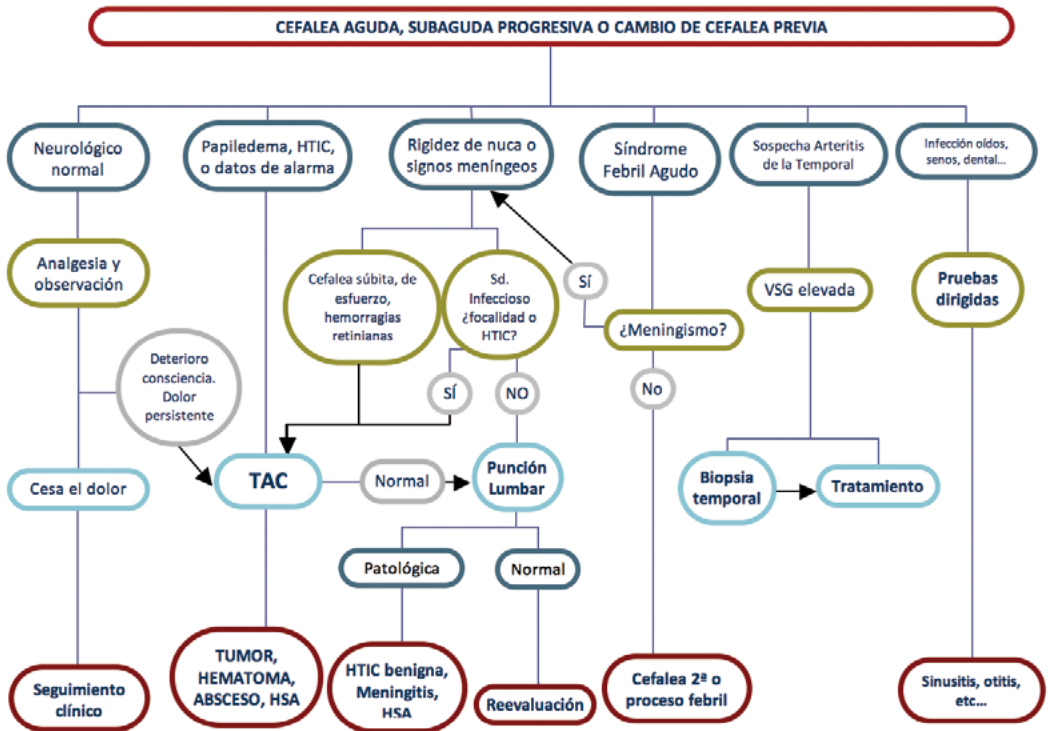 CEFALEA AGUDA, SUBAGUDA PROGRESIVA O CAMBIO DE CEFALEA PREVIA
Neurológico
normal
Papiledema, HTIC,
o datos de alarma
Rigidez de nuca o
signos meníngeos
Síndrome
Febril Agudo
Sospecha Arteritis
de la Temporal
Infección oídos,
senos, dental...
Analgesia y
observación
Cefalea súbita, de
esfuerzo,
hemorragias
retinianas
Sd.
Infeccioso
¿focalidad o
HTIC?
Sí
¿Meningismo?
VSG elevada
Pruebas
dirigidas
Deterioro
consciencia.
Dolor
persistente
SÍ
NO
No
Cesa el dolor
TAC
Normal
Punción
Lumbar
Biopsia
temporal
Tratamiento
Patológica
Normal
Seguimiento
clínico
TUMOR,
HEMATOMA,
ABSCESO, HSA
HTIC benigna,
Meningitis,
HSA
Reevaluación
Cefalea 2ª o
proceso febril
Sinusitis, otitis,
etc...